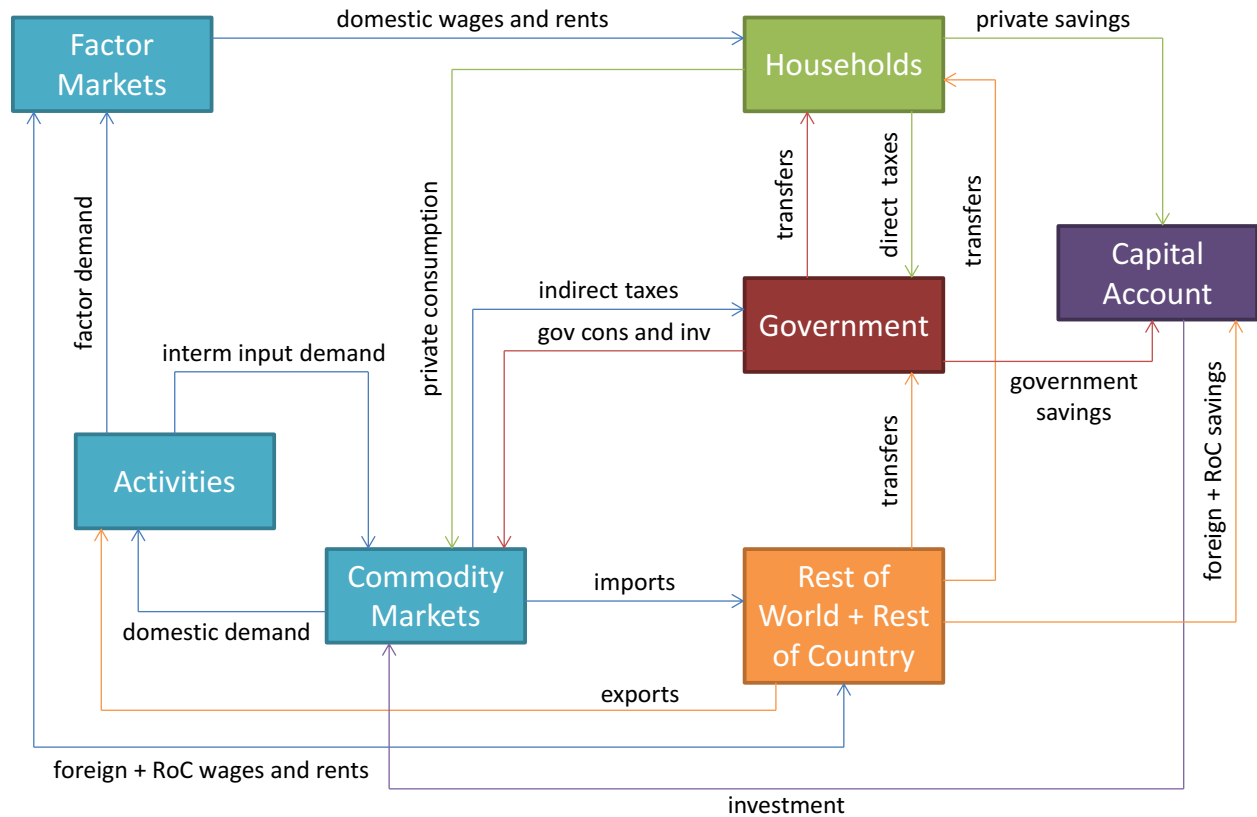 domestic wages and rents
private savings
Factor
Markets
Households
factor demand
private consumption
transfers
direct  taxes
transfers
Capital
Account
indirect taxes
Government
gov cons and inv
interm input demand
government
savings
foreign + RoC savings
Activities
transfers
Commodity
Markets
imports
Rest of
World + Rest
of Country
domestic demand
exports
foreign + RoC wages and rents
investment